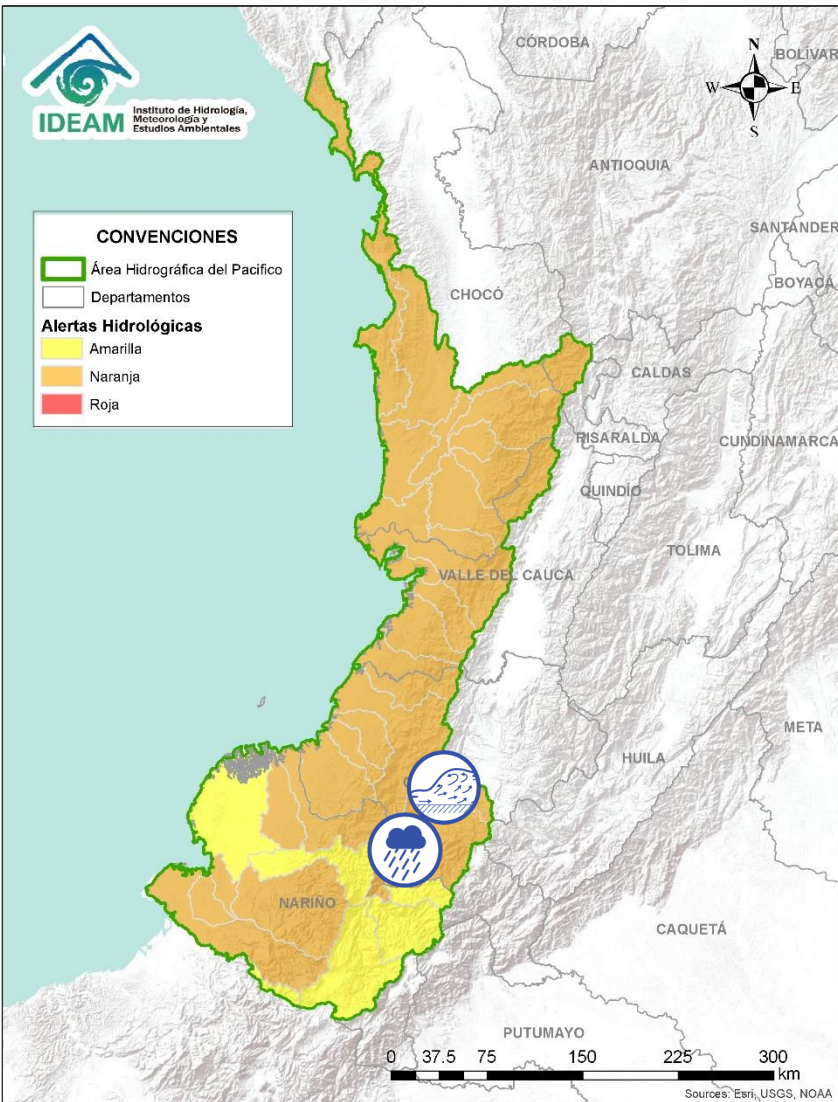 IDEAM
Instituto de Hidrología,
Meteorología y
Estudios Ambientales
CÓRDOBA
BOLIVAR
N
W E
S
ANTIOQUIA
SANTANDER
BOYACÁ
CONVENCIONES
Área Hidrográfica del Pacifico
Departamentos
Alertas Hidrológicas
Amarilla
Naranja
Roja
CHOCÓ
CALDAS
RISARALDA
CUNDINAMARCA
QUINDÍO
TOLIMA
VALLE DEL CAUCA
META
HUILA
NARIÑO
CAQUETÁ
PUTUMAYO
0 37.5 75 150 225 300
km
Sources: Esri, USGS, NOAA